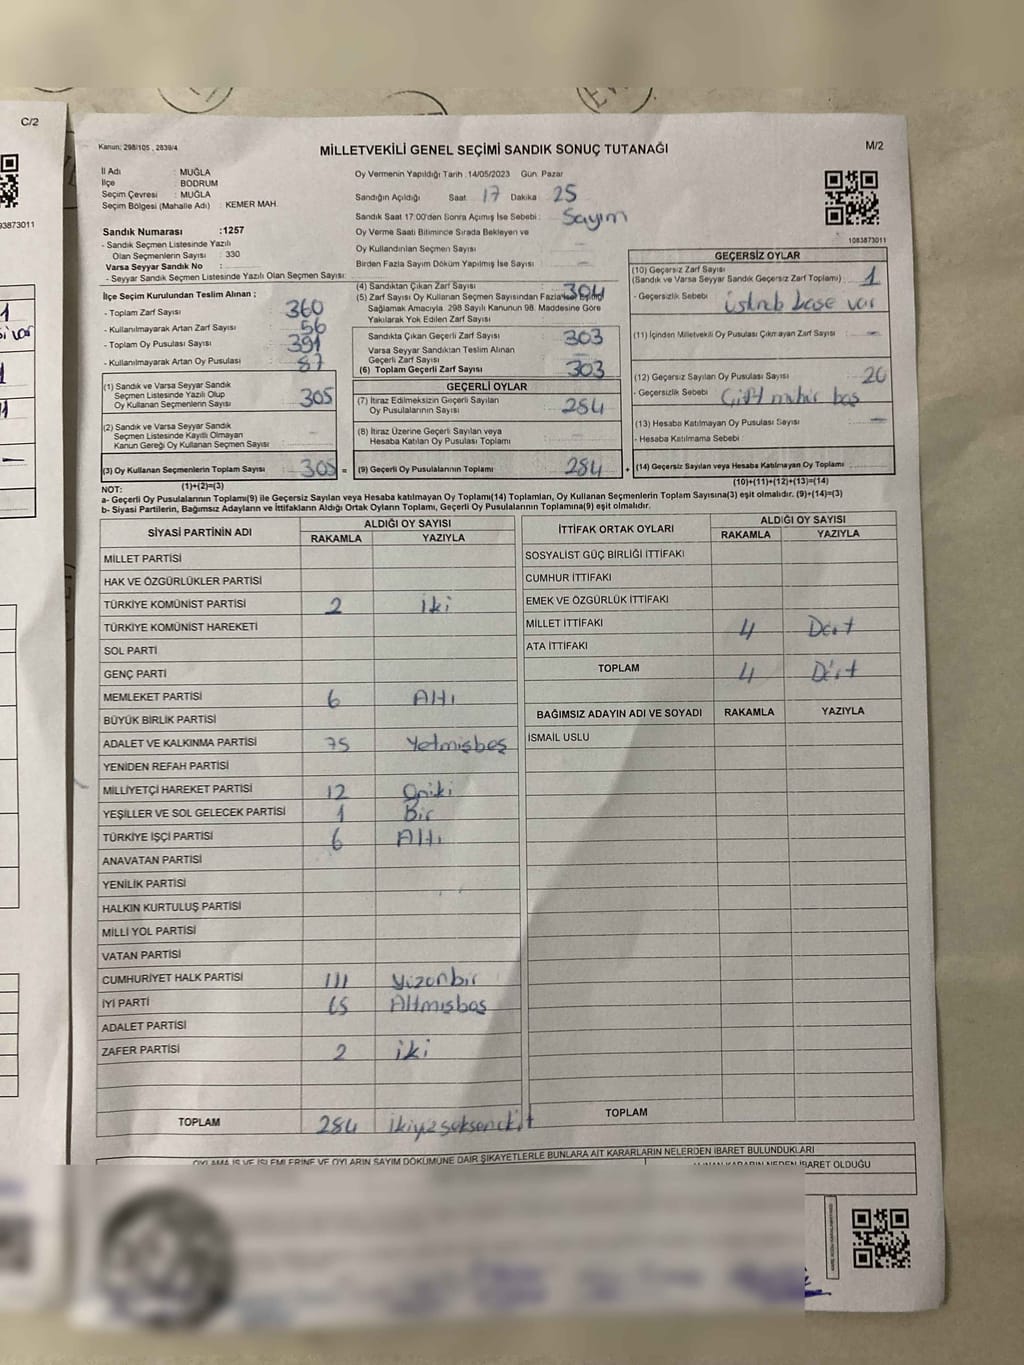 C/2
93873011
Kanun: 298/105 , 2839/4
MİLLETVEKİLİ GENEL SEÇİMİ SANDIK SONUÇ TUTANAĞI
M/2
İl Adı : MUĞLA
İlçe : BODRUM
Seçim Çevresi : MUĞLA
Seçim Bölgesi (Mahalle Adı) : KEMER MAH.
Oy Vermenin Yapıldığı Tarih :14/05/2023 Gün: Pazar
Sandığın Açıldığı Saat 17 Dakika 25
Sandık Saat 17:00'den Sonra Açımış İse Sebebi : Sayım
Oy Verme Saati Bitiminde Sırada Bekleyen ve
Oy Kullandırılan Seçmen Sayısı : —
Birden Fazla Sayım Döküm Yapılmış İse Sayısı : —
1083873011
Sandık Numarası :1257
- Sandık Seçmen Listesinde Yazılı
Olan Seçmenlerin Sayısı : 330
Varsa Seyyar Sandık No :
- Seyyar Sandık Seçmen Listesinde Yazılı Olan Seçmen Sayısı:
İlçe Seçim Kurulundan Teslim Alınan :
- Toplam Zarf Sayısı : 360
- Kullanılmayarak Artan Zarf Sayısı : 56
- Toplam Oy Pusulası Sayısı : 391
- Kullanılmayarak Artan Oy Pusulası : 87
(1) Sandık ve Varsa Seyyar Sandık
Seçmen Listesinde Yazılı Olup
Oy Kullanan Seçmenlerin Sayısı : 305
(2) Sandık ve Varsa Seyyar Sandık
Seçmen Listesinde Kayıtlı Olmayan
Kanun Gereği Oy Kullanan Seçmen Sayısı :
(3) Oy Kullanan Seçmenlerin Toplam Sayısı : 305 =
(1)+(2)=(3)
(4) Sandıktan Çıkan Zarf Sayısı : 304
(5) Zarf Sayısı Oy Kullanan Seçmen Sayısından Fazla İse, Eşitliği
Sağlamak Amacıyla 298 Sayılı Kanunun 98. Maddesine Göre
Yakılarak Yok Edilen Zarf Sayısı :
Sandıkta Çıkan Geçerli Zarf Sayısı : 303
Varsa Seyyar Sandıktan Teslim Alınan
Geçerli Zarf Sayısı :
(6) Toplam Geçerli Zarf Sayısı : 303
GEÇERLİ OYLAR
(7) İtiraz Edilmeksizin Geçerli Sayılan
Oy Pusulalarının Sayısı : 284
(8) İtiraz Üzerine Geçerli Sayılan veya
Hesaba Katılan Oy Pusulası Toplamı : —
(9) Geçerli Oy Pusulalarının Toplamı : 284 +
GEÇERSİZ OYLAR
(10) Geçersiz Zarf Sayısı
(Sandık ve Varsa Seyyar Sandık Geçersiz Zarf Toplamı) : 1
- Geçersizlik Sebebi : var
(11) İçinden Milletvekili Oy Pusulası Çıkmayan Zarf Sayısı : —
(12) Geçersiz Sayılan Oy Pusulası Sayısı : 20
- Geçersizlik Sebebi : Çift mühür
(13) Hesaba Katılmayan Oy Pusulası Sayısı : —
- Hesaba Katılmama Sebebi :
(14) Geçersiz Sayılan veya Hesaba Katılmayan Oy Toplamı :
(10)+(11)+(12)+(13)=(14)
NOT:
a- Geçerli Oy Pusulalarının Toplamı(9) ile Geçersiz Sayılan veya Hesaba katılmayan Oy Toplamı(14) Toplamları, Oy Kullanan Seçmenlerin Toplam Sayısına(3) eşit olmalıdır. (9)+(14)=(3)
b- Siyasi Partilerin, Bağımsız Adayların ve İttifakların Aldığı Ortak Oyların Toplamı, Geçerli Oy Pusulalarının Toplamına(9) eşit olmalıdır.
SİYASİ PARTİNİN ADI ALDIĞI OY SAYISI
RAKAMLA YAZIYLA
MİLLET PARTİSİ
HAK VE ÖZGÜRLÜKLER PARTİSİ
TÜRKİYE KOMÜNİST PARTİSİ 2 iki
TÜRKİYE KOMÜNİST HAREKETİ
SOL PARTİ
GENÇ PARTİ
MEMLEKET PARTİSİ 6 Altı
BÜYÜK BİRLİK PARTİSİ
ADALET VE KALKINMA PARTİSİ 75 Yetmişbeş
YENİDEN REFAH PARTİSİ
MİLLİYETÇİ HAREKET PARTİSİ 12 Oniki
YEŞİLLER VE SOL GELECEK PARTİSİ 1 Bir
TÜRKİYE İŞÇİ PARTİSİ 6 Altı
ANAVATAN PARTİSİ
YENİLİK PARTİSİ
HALKIN KURTULUŞ PARTİSİ
MİLLİ YOL PARTİSİ
VATAN PARTİSİ
CUMHURİYET HALK PARTİSİ 111 Yüzonbir
İYİ PARTİ 65 Altmışbeş
ADALET PARTİSİ
ZAFER PARTİSİ 2 iki
TOPLAM 284
İTTİFAK ORTAK OYLARI ALDIĞI OY SAYISI
RAKAMLA YAZIYLA
SOSYALİST GÜÇ BİRLİĞİ İTTİFAKI
CUMHUR İTTİFAKI
EMEK VE ÖZGÜRLÜK İTTİFAKI
MİLLET İTTİFAKI 4 Dört
ATA İTTİFAKI
TOPLAM 4 Dört
BAĞIMSIZ ADAYIN ADI VE SOYADI RAKAMLA YAZIYLA
İSMAİL USLU
TOPLAM
OYLAMA İŞ VE İŞLEMLERİNE VE OYLARIN SAYIM DÖKÜMÜNE DAİR ŞİKAYETLERLE BUNLARA AİT KARARLARIN NELERDEN İBARET BULUNDUKLARI
KARARIN NEDEN İBARET OLDUĞU